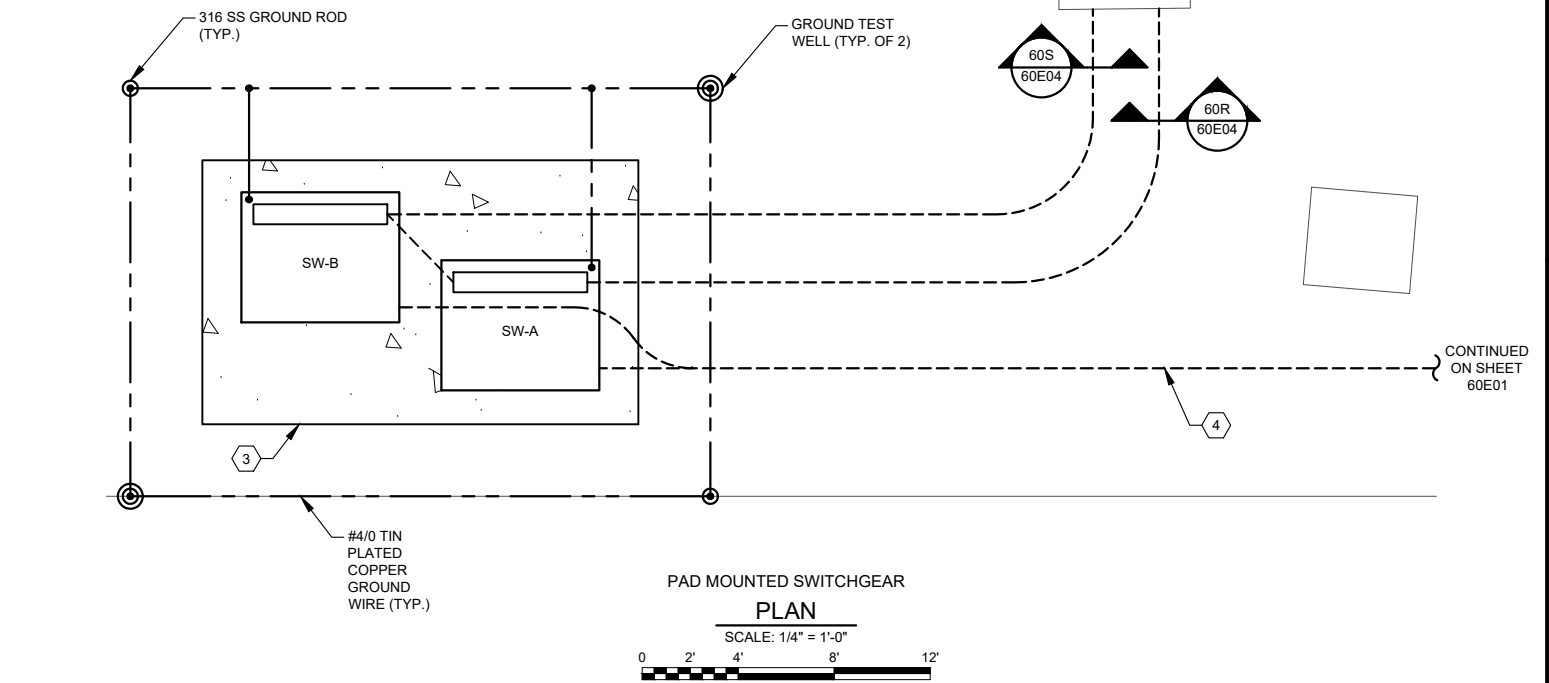 316 SS GROUND ROD
(TYP.)
GROUND TEST
WELL (TYP. OF 2)
60S
60E04
60R
60E04
SW-B
SW-A
CONTINUED
ON SHEET
60E01
4
3
#4/0 TIN
PLATED
COPPER
GROUND
WIRE (TYP.)
PAD MOUNTED SWITCHGEAR
PLAN
SCALE: 1/4" = 1'-0"
0 2' 4' 8' 12'